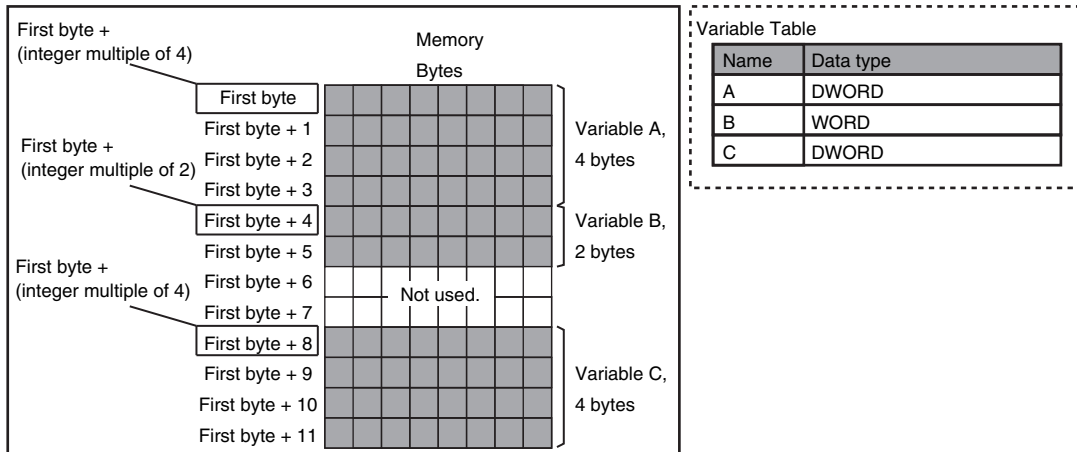 First byte +
(integer multiple of 4)
Memory
Bytes
First byte
First byte + 1
First byte + 2
First byte + 3
Variable A,
4 bytes
First byte +
(integer multiple of 2)
First byte + 4
First byte + 5
Variable B,
2 bytes
First byte + 6
First byte + 7
Not used.
First byte +
(integer multiple of 4)
First byte + 8
First byte + 9
First byte + 10
First byte + 11
Variable C,
4 bytes
Variable Table
Name Data type
A DWORD
B WORD
C DWORD